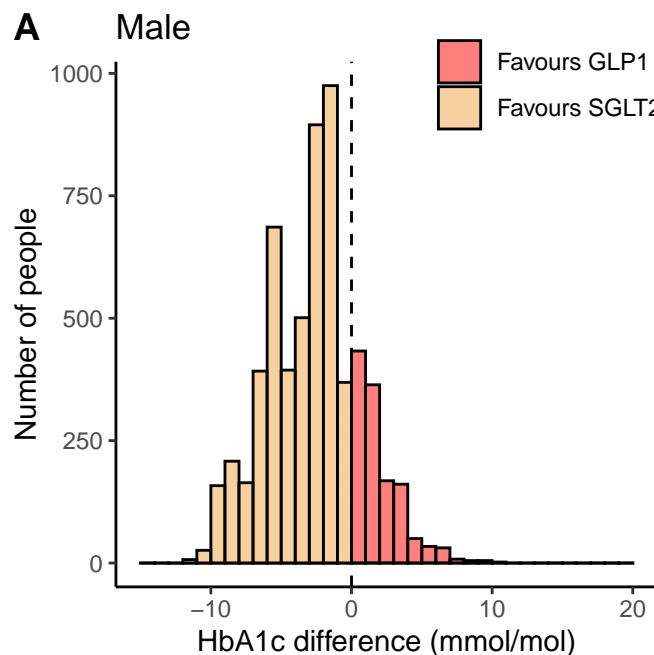 A Male
Favours GLP1
Favours SGLT2
1000
750
500
250
0
Number of people
−10 0 10 20
HbA1c difference (mmol/mol)